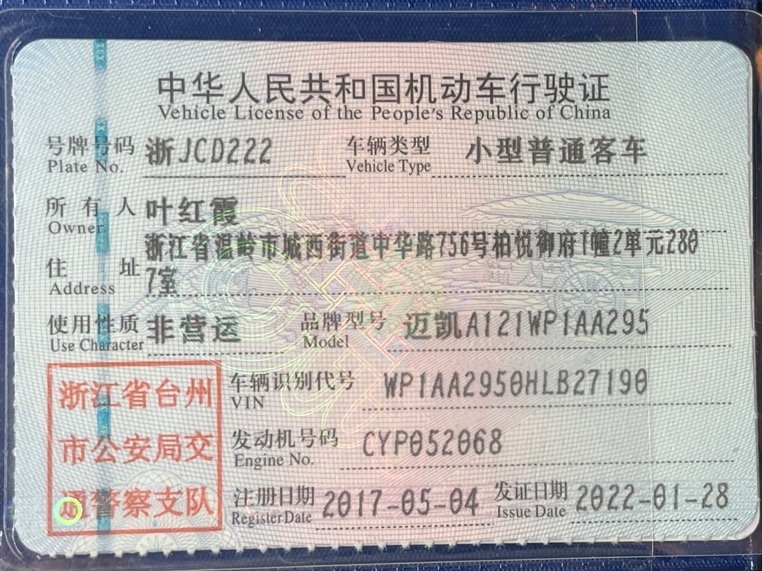 中华人民共和国机动车行驶证
Vehicle License of the People's Republic of China
号牌号码 浙JCD222 车辆类型 小型普通客车
Plate No. Vehicle Type
所有人 叶红霞
Owner
浙江省温岭市城西街道中华路756号柏悦御府1幢2单元280
住址 7室
Address
使用性质 非营运 品牌型号 迈凯A121WP1AA295
Use Character Model
浙江省台州 车辆识别代号 WP1AA2950HLB27190
VIN
市公安局交 发动机号码 CYP052068
Engine No.
通警察支队 注册日期 2017-05-04 发证日期 2022-01-28
Register Date Issue Date